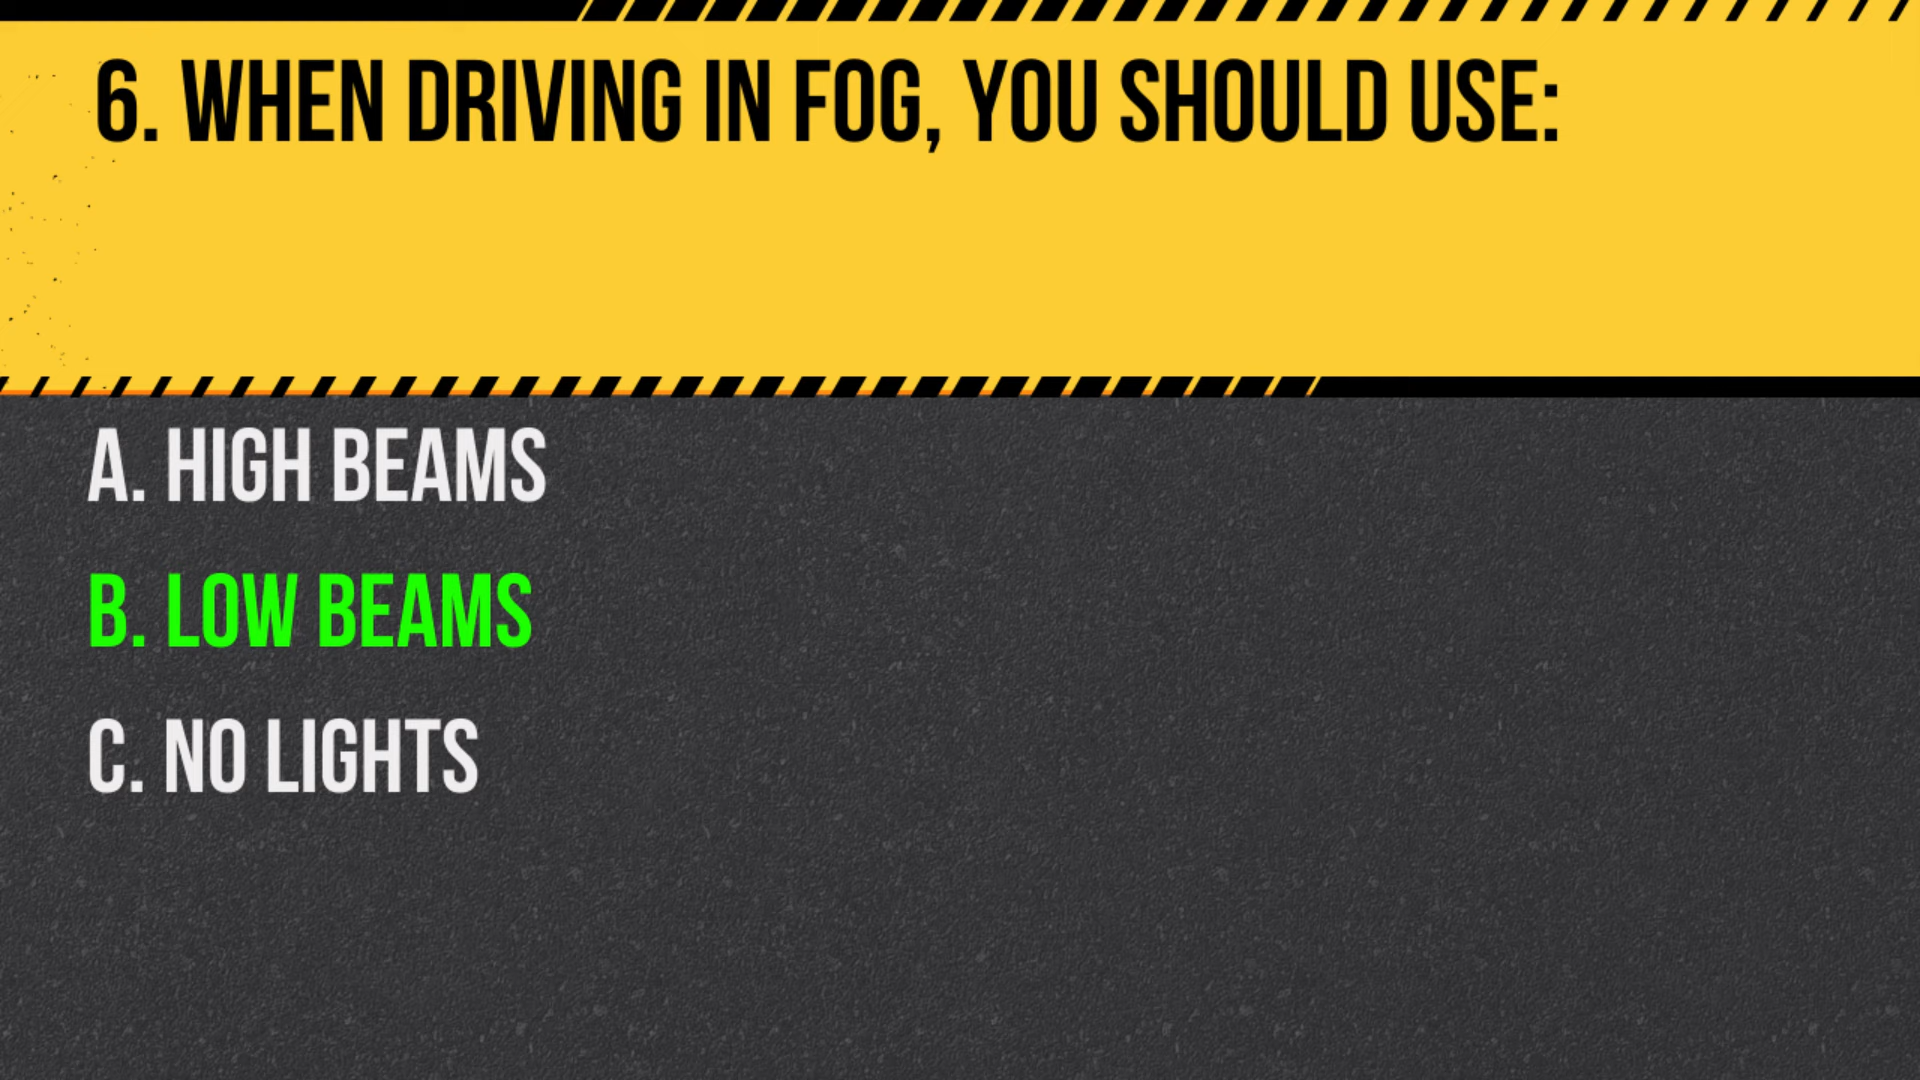 6. WHEN DRIVING IN FOG, YOU SHOULD USE:
A. HIGH BEAMS
B. LOW BEAMS
C. NO LIGHTS